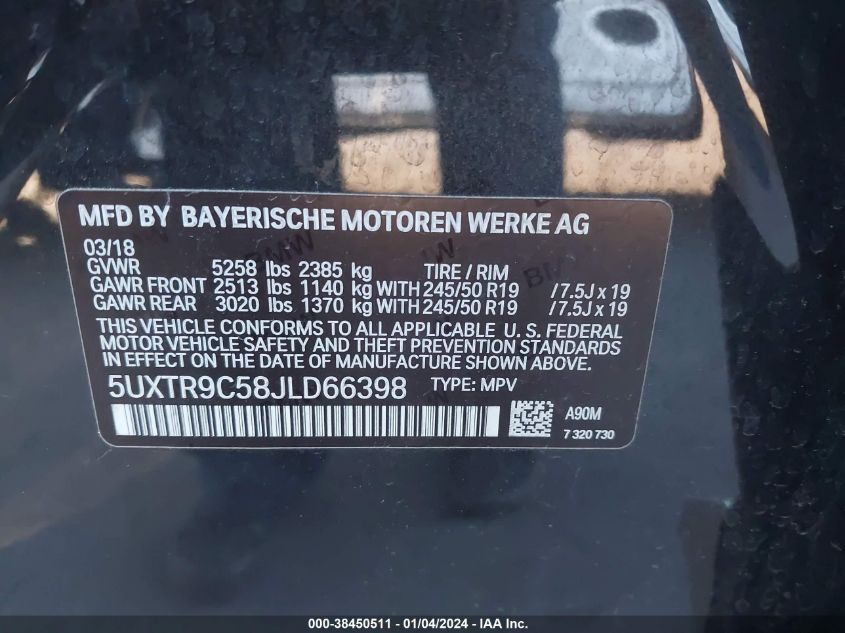 MFD BY BAYERISCHE MOTOREN WERKE AG
03/18
GVWR 5258 lbs 2385 kg TIRE / RIM
GAWR FRONT 2513 lbs 1140 kg WITH 245/50 R19 /7.5J x 19
GAWR REAR 3020 lbs 1370 kg WITH 245/50 R19 /7.5J x 19
THIS VEHICLE CONFORMS TO ALL APPLICABLE U.S. FEDERAL
MOTOR VEHICLE SAFETY AND THEFT PREVENTION STANDARDS
IN EFFECT ON THE DATE OF MANUFACTURE SHOWN ABOVE.
5UXTR9C58JLD66398 TYPE: MPV
A90M
7 320 730
000-38450511 - 01/04/2024 - © IAA Inc.